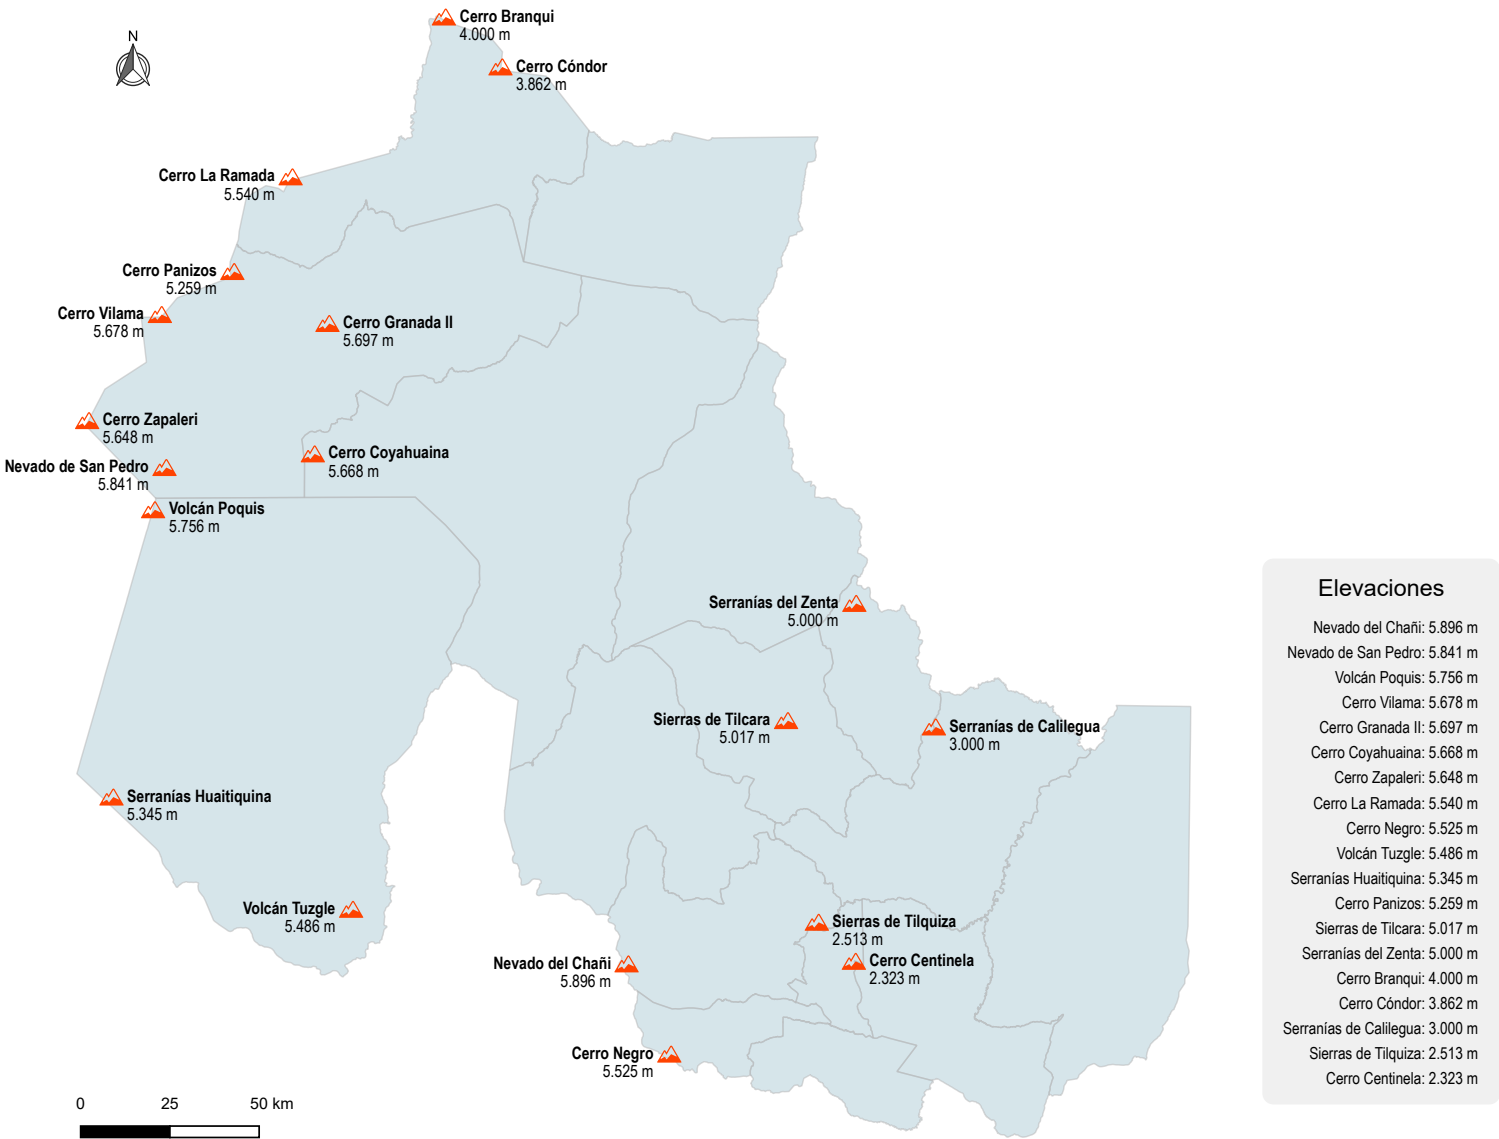 N
Cerro Branqui
4.000 m
Cerro Cóndor
3.862 m
Cerro La Ramada
5.540 m
Cerro Panizos
5.259 m
Cerro Vilama
5.678 m
Cerro Granada II
5.697 m
Cerro Zapaleri
5.648 m
Cerro Coyahuaina
5.668 m
Nevado de San Pedro
5.841 m
Volcán Poquis
5.756 m
Serranías del Zenta
5.000 m
Sierras de Tilcara
5.017 m
Serranías de Calilegua
3.000 m
Serranías Huaitiquina
5.345 m
Volcán Tuzgle
5.486 m
Sierras de Tilquiza
2.513 m
Cerro Centinela
2.323 m
Nevado del Chañi
5.896 m
Cerro Negro
5.525 m
0 25 50 km
Elevaciones
Nevado del Chañi: 5.896 m
Nevado de San Pedro: 5.841 m
Volcán Poquis: 5.756 m
Cerro Vilama: 5.678 m
Cerro Granada II: 5.697 m
Cerro Coyahuaina: 5.668 m
Cerro Zapaleri: 5.648 m
Cerro La Ramada: 5.540 m
Cerro Negro: 5.525 m
Volcán Tuzgle: 5.486 m
Serranías Huaitiquina: 5.345 m
Cerro Panizos: 5.259 m
Sierras de Tilcara: 5.017 m
Serranías del Zenta: 5.000 m
Cerro Branqui: 4.000 m
Cerro Cóndor: 3.862 m
Serranías de Calilegua: 3.000 m
Sierras de Tilquiza: 2.513 m
Cerro Centinela: 2.323 m